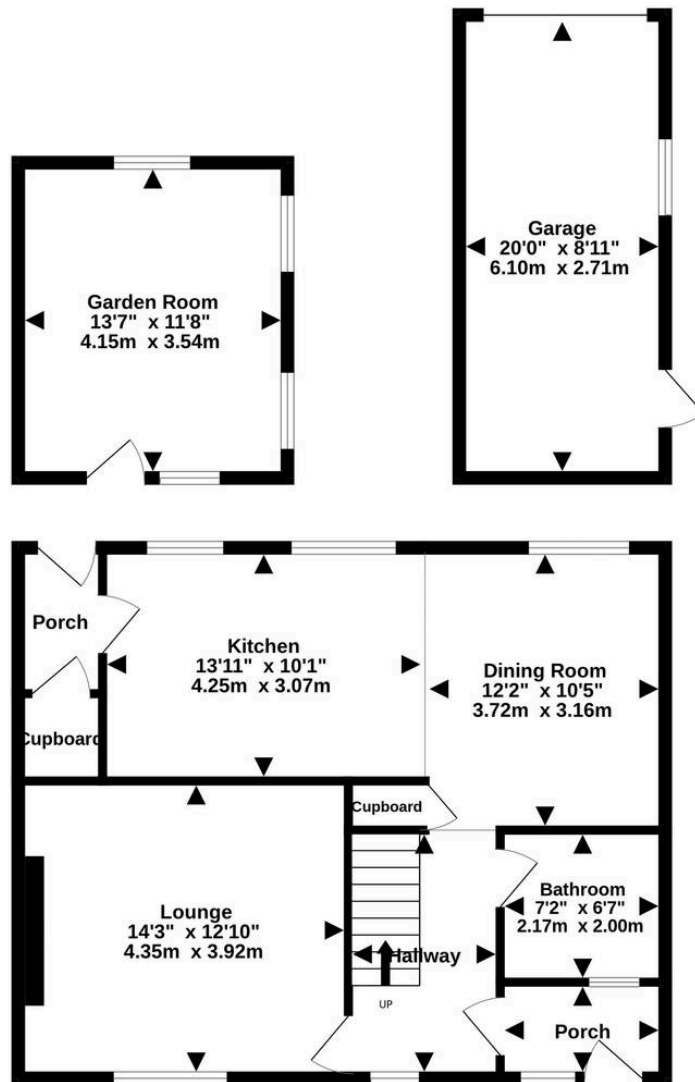 Garage
20'0" x 8'11"
6.10m x 2.71m
Garden Room
13'7" x 11'8"
4.15m x 3.54m
Porch
Kitchen
13'11" x 10'1"
4.25m x 3.07m
Dining Room
12'2" x 10'5"
3.72m x 3.16m
Cupboard
Cupboard
Lounge
14'3" x 12'10"
4.35m x 3.92m
Bathroom
7'2" x 6'7"
2.17m x 2.00m
Hallway
UP
Porch